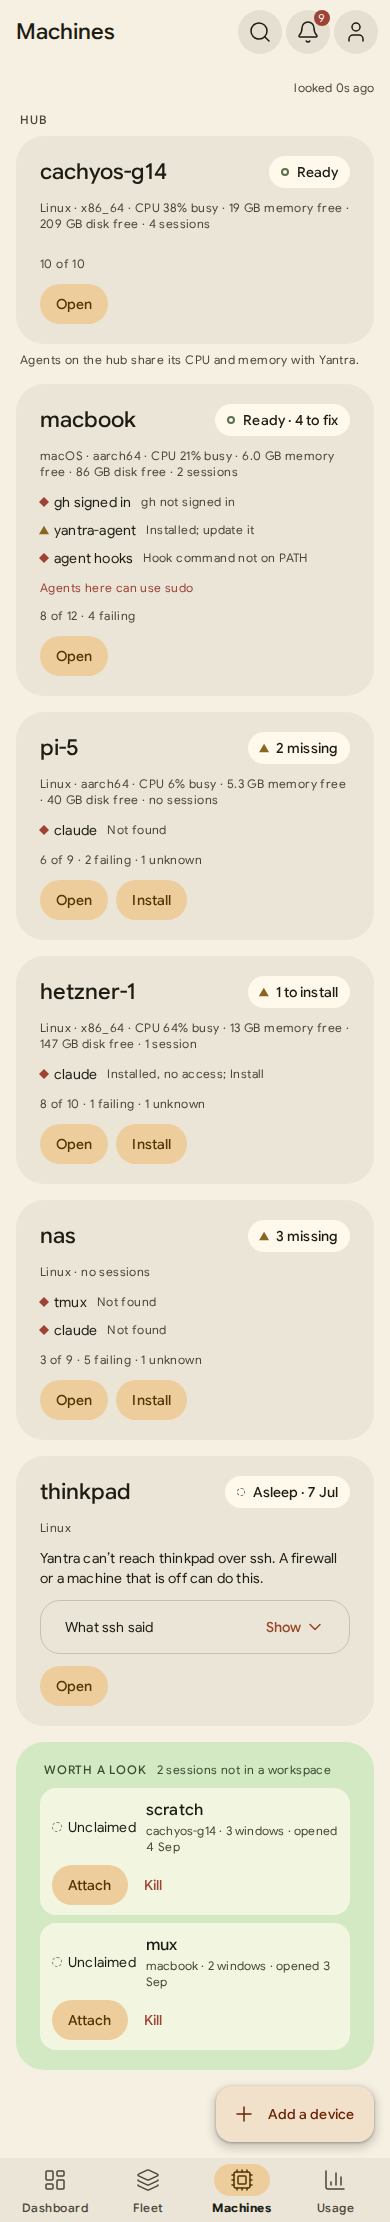 Machines
9
looked 0s ago
HUB
cachyos-g14
Ready
Linux · x86_64 · CPU 38% busy · 19 GB memory free ·
209 GB disk free · 4 sessions
10 of 10
Open
Agents on the hub share its CPU and memory with Yantra.
macbook
Ready · 4 to fix
macOS · aarch64 · CPU 21% busy · 6.0 GB memory
free · 86 GB disk free · 2 sessions
gh signed in gh not signed in
yantra-agent Installed; update it
agent hooks Hook command not on PATH
Agents here can use sudo
8 of 12 · 4 failing
Open
pi-5
2 missing
Linux · aarch64 · CPU 6% busy · 5.3 GB memory free
· 40 GB disk free · no sessions
claude Not found
6 of 9 · 2 failing · 1 unknown
Open Install
hetzner-1
1 to install
Linux · x86_64 · CPU 64% busy · 13 GB memory free ·
147 GB disk free · 1 session
claude Installed, no access; Install
8 of 10 · 1 failing · 1 unknown
Open Install
nas
3 missing
Linux · no sessions
tmux Not found
claude Not found
3 of 9 · 5 failing · 1 unknown
Open Install
thinkpad
Asleep · 7 Jul
Linux
Yantra can't reach thinkpad over ssh. A firewall
or a machine that is off can do this.
What ssh said Show
Open
WORTH A LOOK 2 sessions not in a workspace
Unclaimed
scratch
cachyos-g14 · 3 windows · opened
4 Sep
Attach Kill
Unclaimed
mux
macbook · 2 windows · opened 3
Sep
Attach Kill
Add a device
Dashboard Fleet Machines Usage